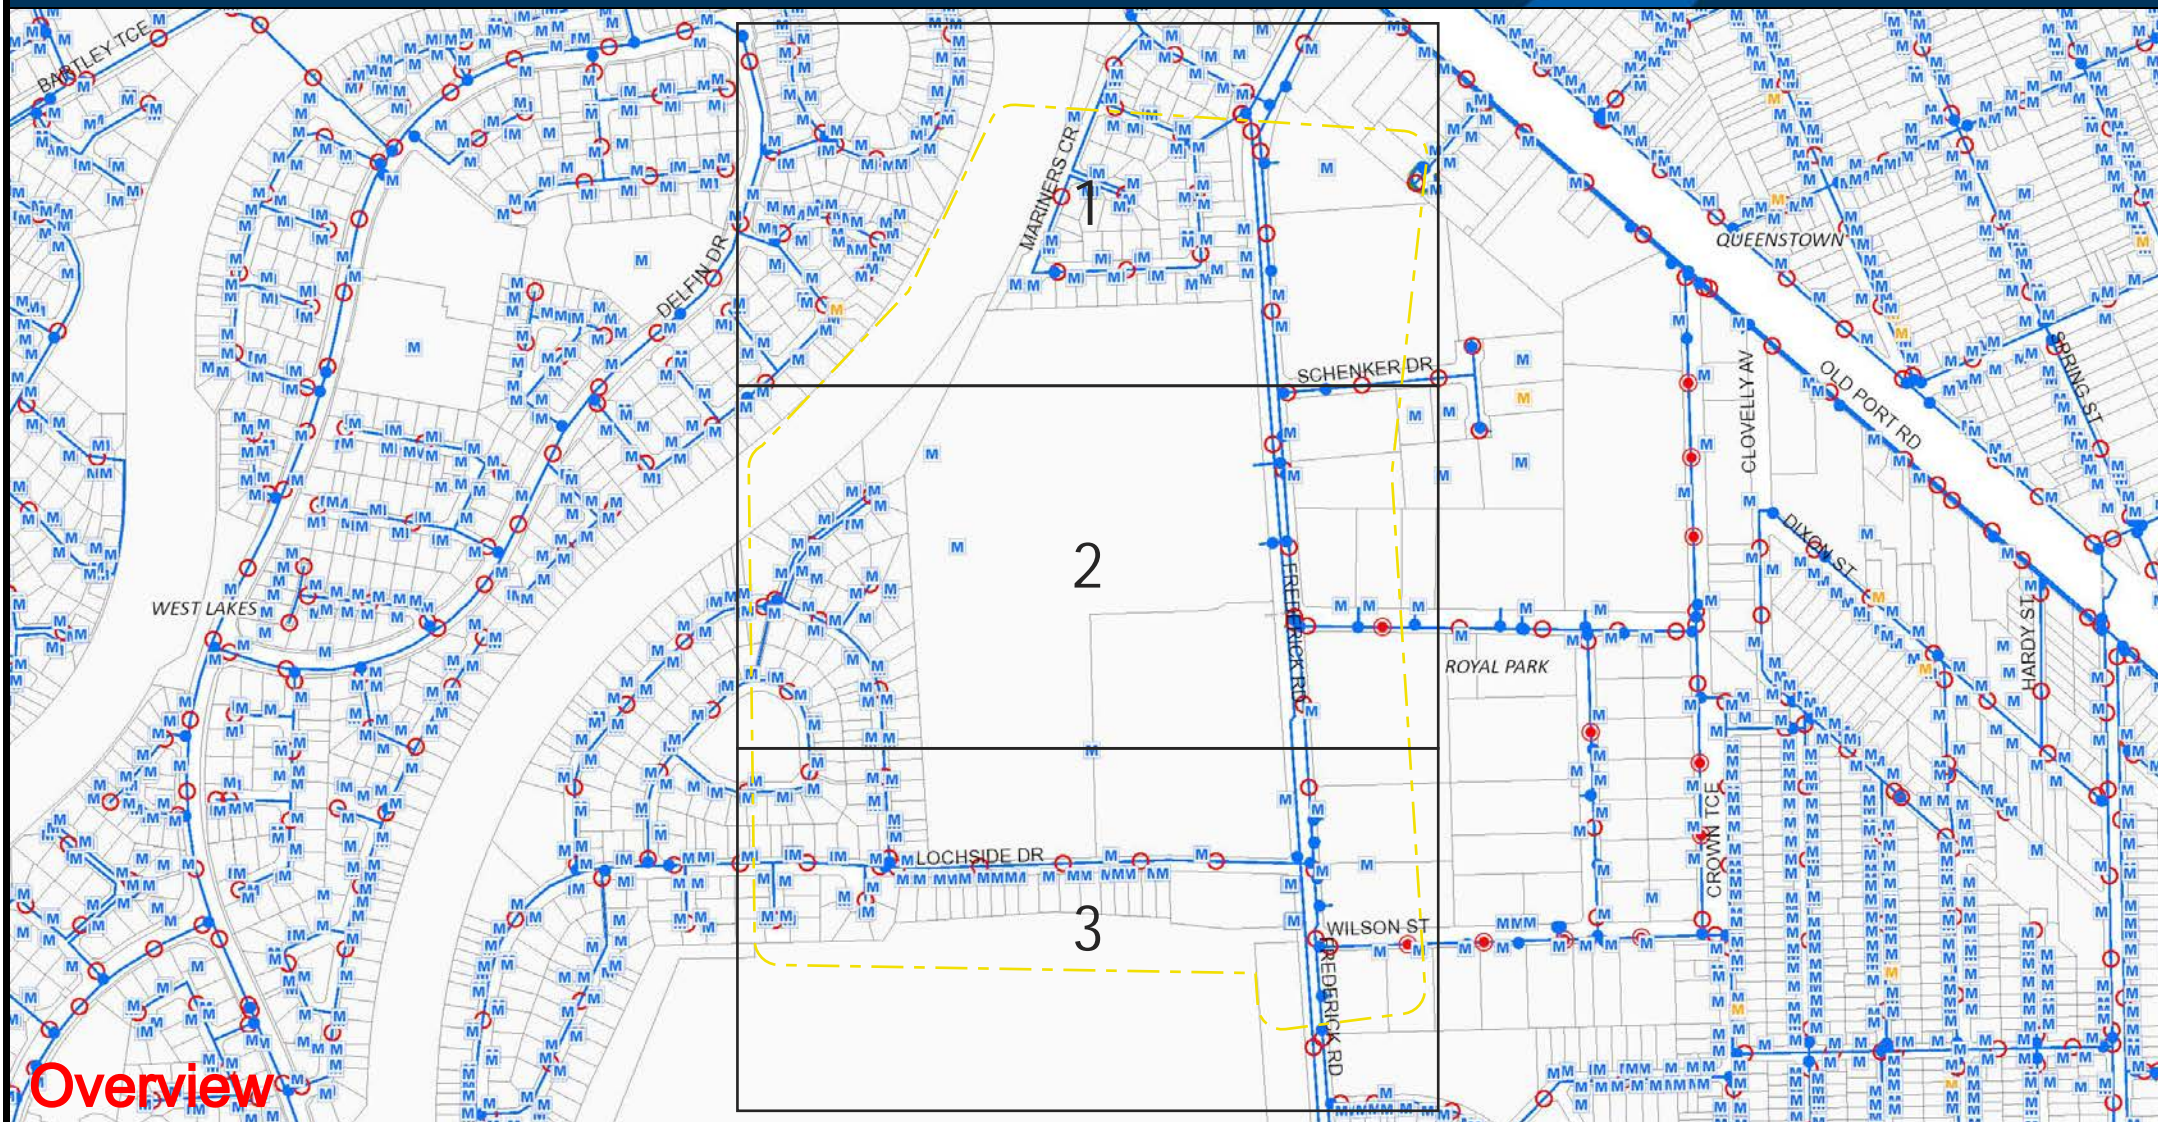 BARTLEY TCE
MARINERS CR
1
DELFIN DR
QUEENSTOWN
SCHENKER DR
CLOVELLY AV
OLD PORT RD
SPRING ST
DIXON ST
2
WEST LAKES
FREDERICK RD
HARDY ST
ROYAL PARK
CROWN TCE
LOCHSIDE DR
3
WILSON ST
FREDERICK RD
Overview